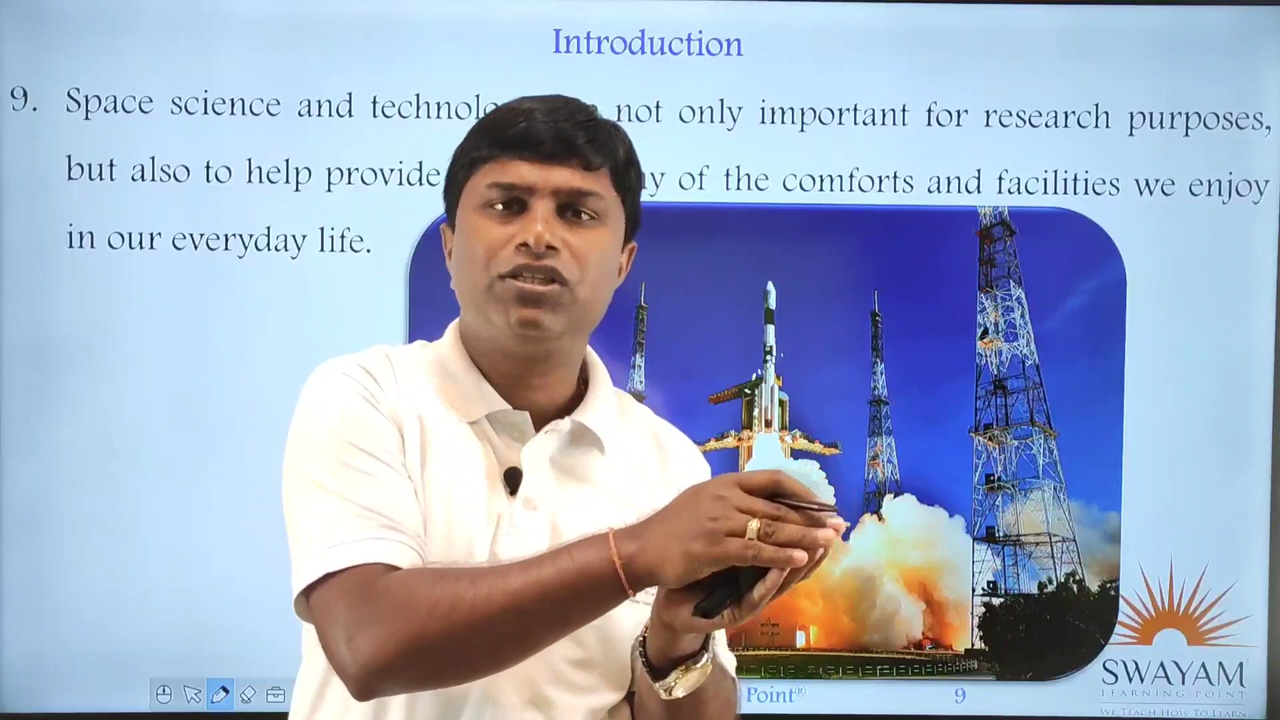 Introduction
9. Space science and technolo not only important for research purposes,
but also to help provide of the comforts and facilities we enjoy
in our everyday life.
Point(R) 9
SWAYAM
LEARNING POINT
WE TEACH HOW TO LEARN